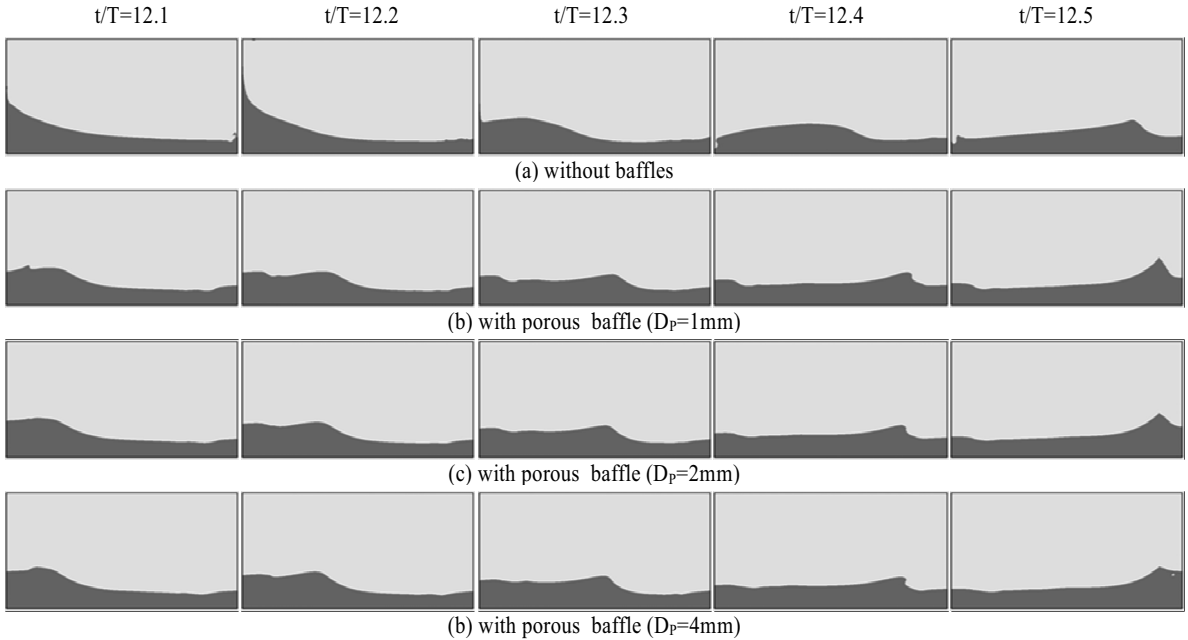 t/T=12.1 t/T=12.2 t/T=12.3 t/T=12.4 t/T=12.5
(a) without baffles
(b) with porous baffle (DP=1mm)
(c) with porous baffle (DP=2mm)
(b) with porous baffle (DP=4mm)